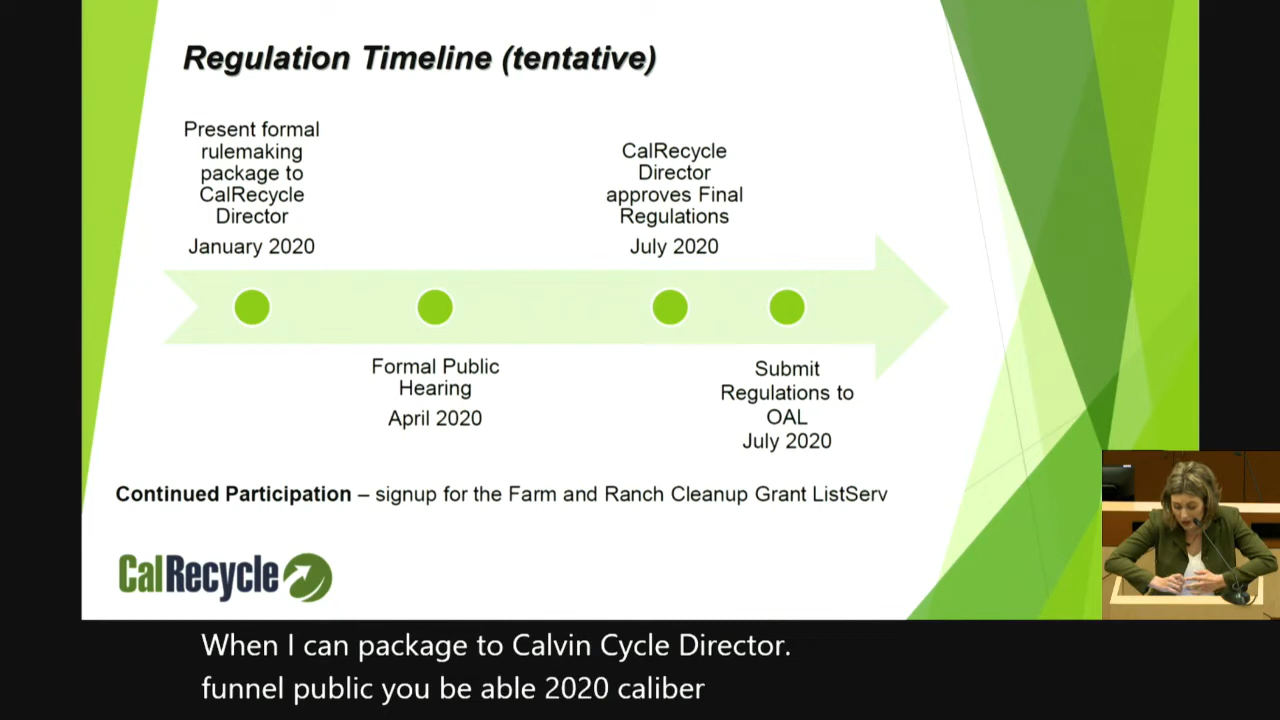 Regulation Timeline (tentative)
Present formal
rulemaking
package to
CalRecycle
Director
January 2020
CalRecycle
Director
approves Final
Regulations
July 2020
Formal Public
Hearing
April 2020
Submit
Regulations to
OAL
July 2020
Continued Participation – signup for the Farm and Ranch Cleanup Grant ListServ
CalRecycle
When I can package to Calvin Cycle Director.
funnel public you be able 2020 caliber